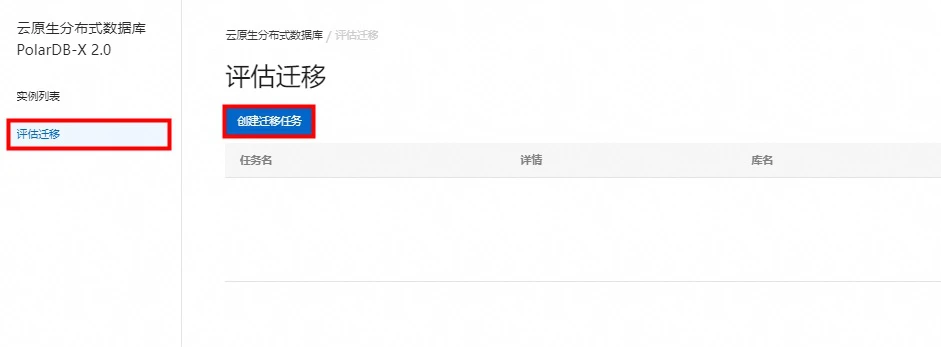 云原生分布式数据库
PolarDB-X 2.0
实例列表
评估迁移
云原生分布式数据库 / 评估迁移
评估迁移
创建迁移任务
任务名 详情 库名